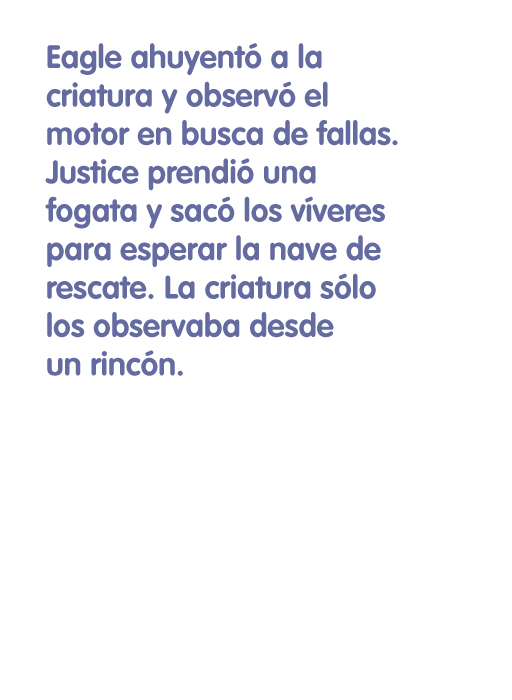 Eagle ahuyentó a la
criatura y observó el
motor en busca de fallas.
Justice prendió una
fogata y sacó los víveres
para esperar la nave de
rescate. La criatura sólo
los observaba desde
un rincón.